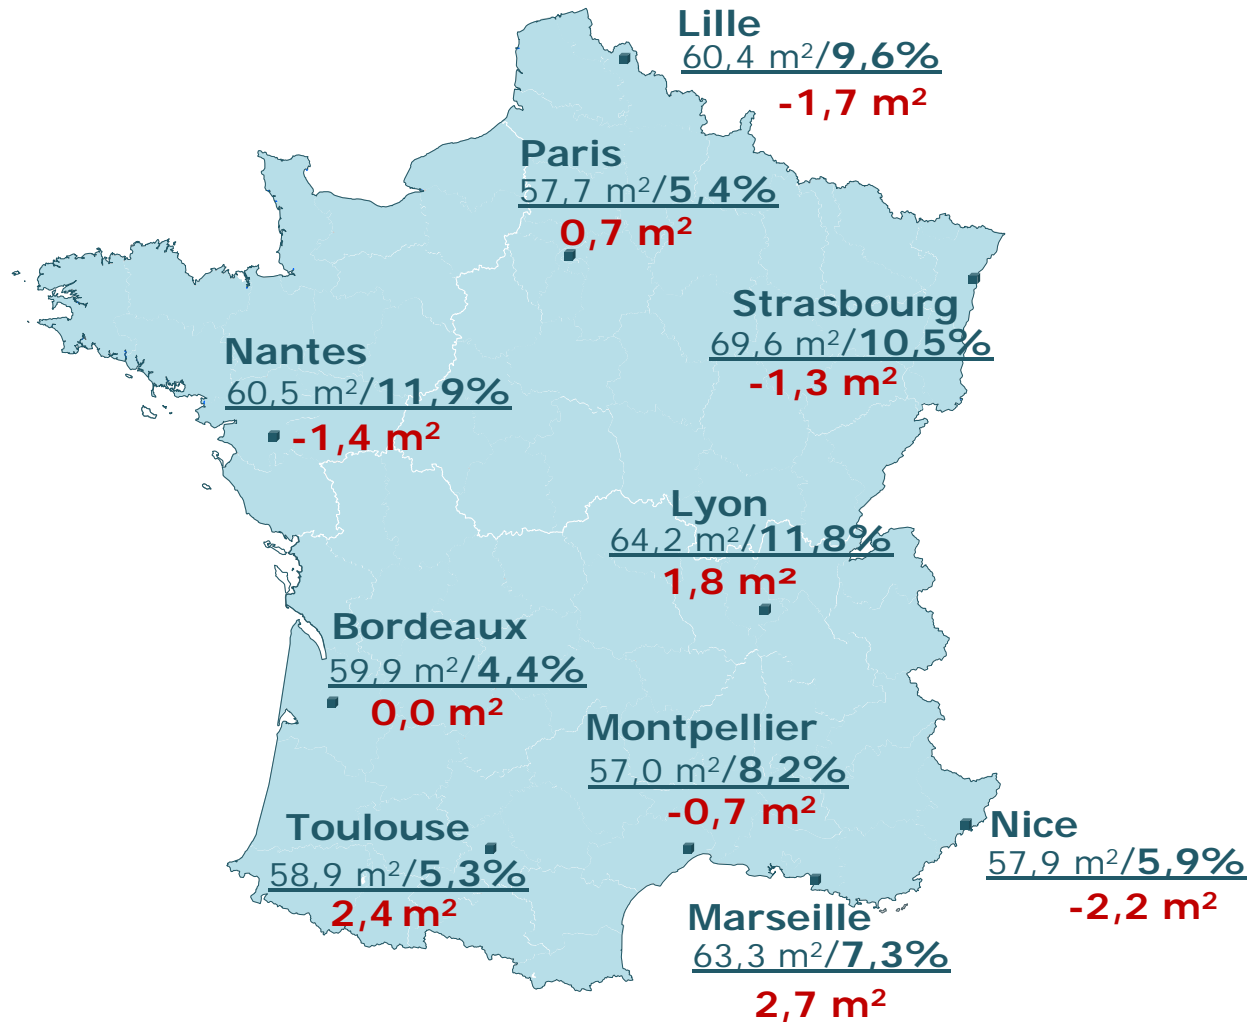 Lille
60,4 m²/9,6%
-1,7 m²
Paris
57,7 m²/5,4%
0,7 m²
Strasbourg
69,6 m²/10,5%
-1,3 m²
Nantes
60,5 m²/11,9%
-1,4 m²
Lyon
64,2 m²/11,8%
1,8 m²
Bordeaux
59,9 m²/4,4%
0,0 m²
Montpellier
57,0 m²/8,2%
-0,7 m²
Toulouse
58,9 m²/5,3%
2,4 m²
Nice
57,9 m²/5,9%
-2,2 m²
Marseille
63,3 m²/7,3%
2,7 m²